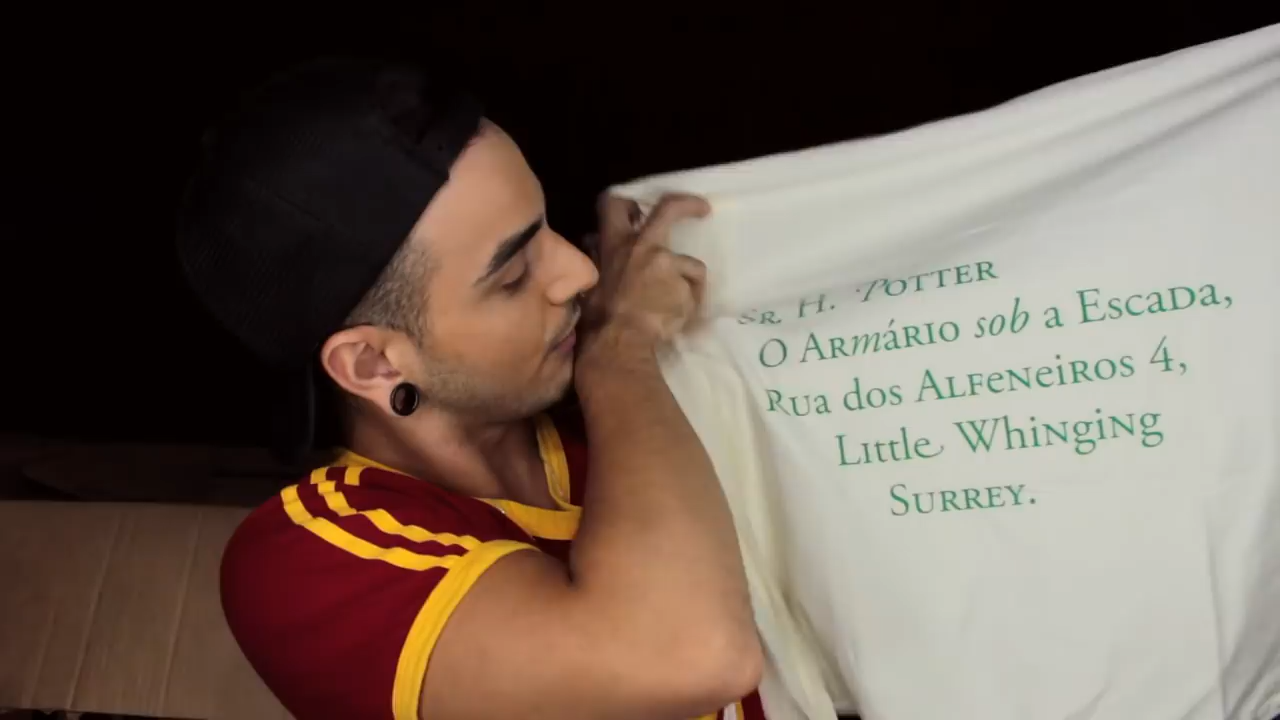 Sr. H. Potter
O Armário sob a Escada,
Rua dos Alfeneiros 4,
Little Whinging
Surrey.